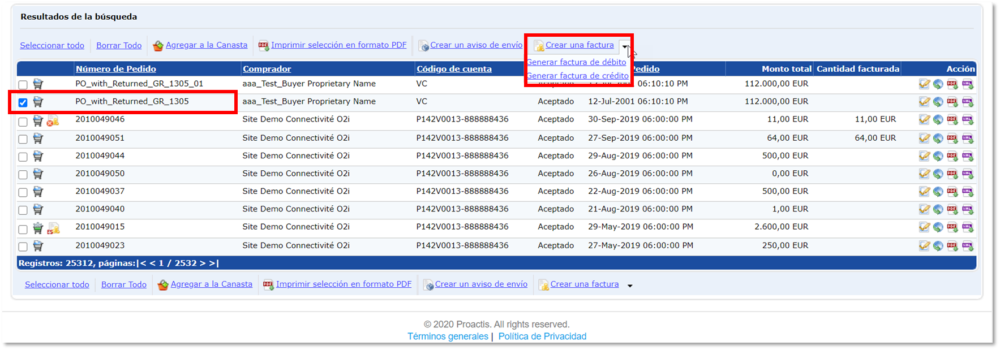 Resultados de la búsqueda
Seleccionar todo Borrar Todo Agregar a la Canasta Imprimir selección en formato PDF Crear un aviso de envío Crear una factura
Generar factura de débito
Generar factura de crédito
Número de Pedido Comprador Código de cuenta Pedido Monto total Cantidad facturada Acción
PO_with_Returned_GR_1305_01 aaa_Test_Buyer Proprietary Name VC 06:10:10 PM 112.000,00 EUR
PO_with_Returned_GR_1305 aaa_Test_Buyer Proprietary Name VC Aceptado 12-Jul-2001 06:10:10 PM 112.000,00 EUR
2010049046 Site Demo Connectivité O2i P142V0013-888888436 Aceptado 30-Sep-2019 06:00:00 PM 11,00 EUR 11,00 EUR
2010049051 Site Demo Connectivité O2i P142V0013-888888436 Aceptado 27-Sep-2019 06:00:00 PM 64,00 EUR 64,00 EUR
2010049044 Site Demo Connectivité O2i P142V0013-888888436 Aceptado 29-Aug-2019 06:00:00 PM 500,00 EUR
2010049050 Site Demo Connectivité O2i P142V0013-888888436 Aceptado 26-Aug-2019 06:00:00 PM 0,00 EUR
2010049037 Site Demo Connectivité O2i P142V0013-888888436 Aceptado 22-Aug-2019 06:00:00 PM 500,00 EUR
2010049040 Site Demo Connectivité O2i P142V0013-888888436 Aceptado 21-Aug-2019 06:00:00 PM 1,00 EUR
ES 2010049015 Site Demo Connectivité O2i P142V0013-888888436 Aceptado 29-May-2019 06:00:00 PM 2.600,00 EUR
2010049023 Site Demo Connectivité O2i P142V0013-888888436 Aceptado 27-May-2019 06:00:00 PM 250,00 EUR
Registros: 25312, páginas:|< < 1 / 2532 > >|
Seleccionar todo Borrar Todo Agregar a la Canasta Imprimir selección en formato PDF Crear un aviso de envío Crear una factura
© 2020 Proactis. All rights reserved.
Términos generales | Política de Privacidad